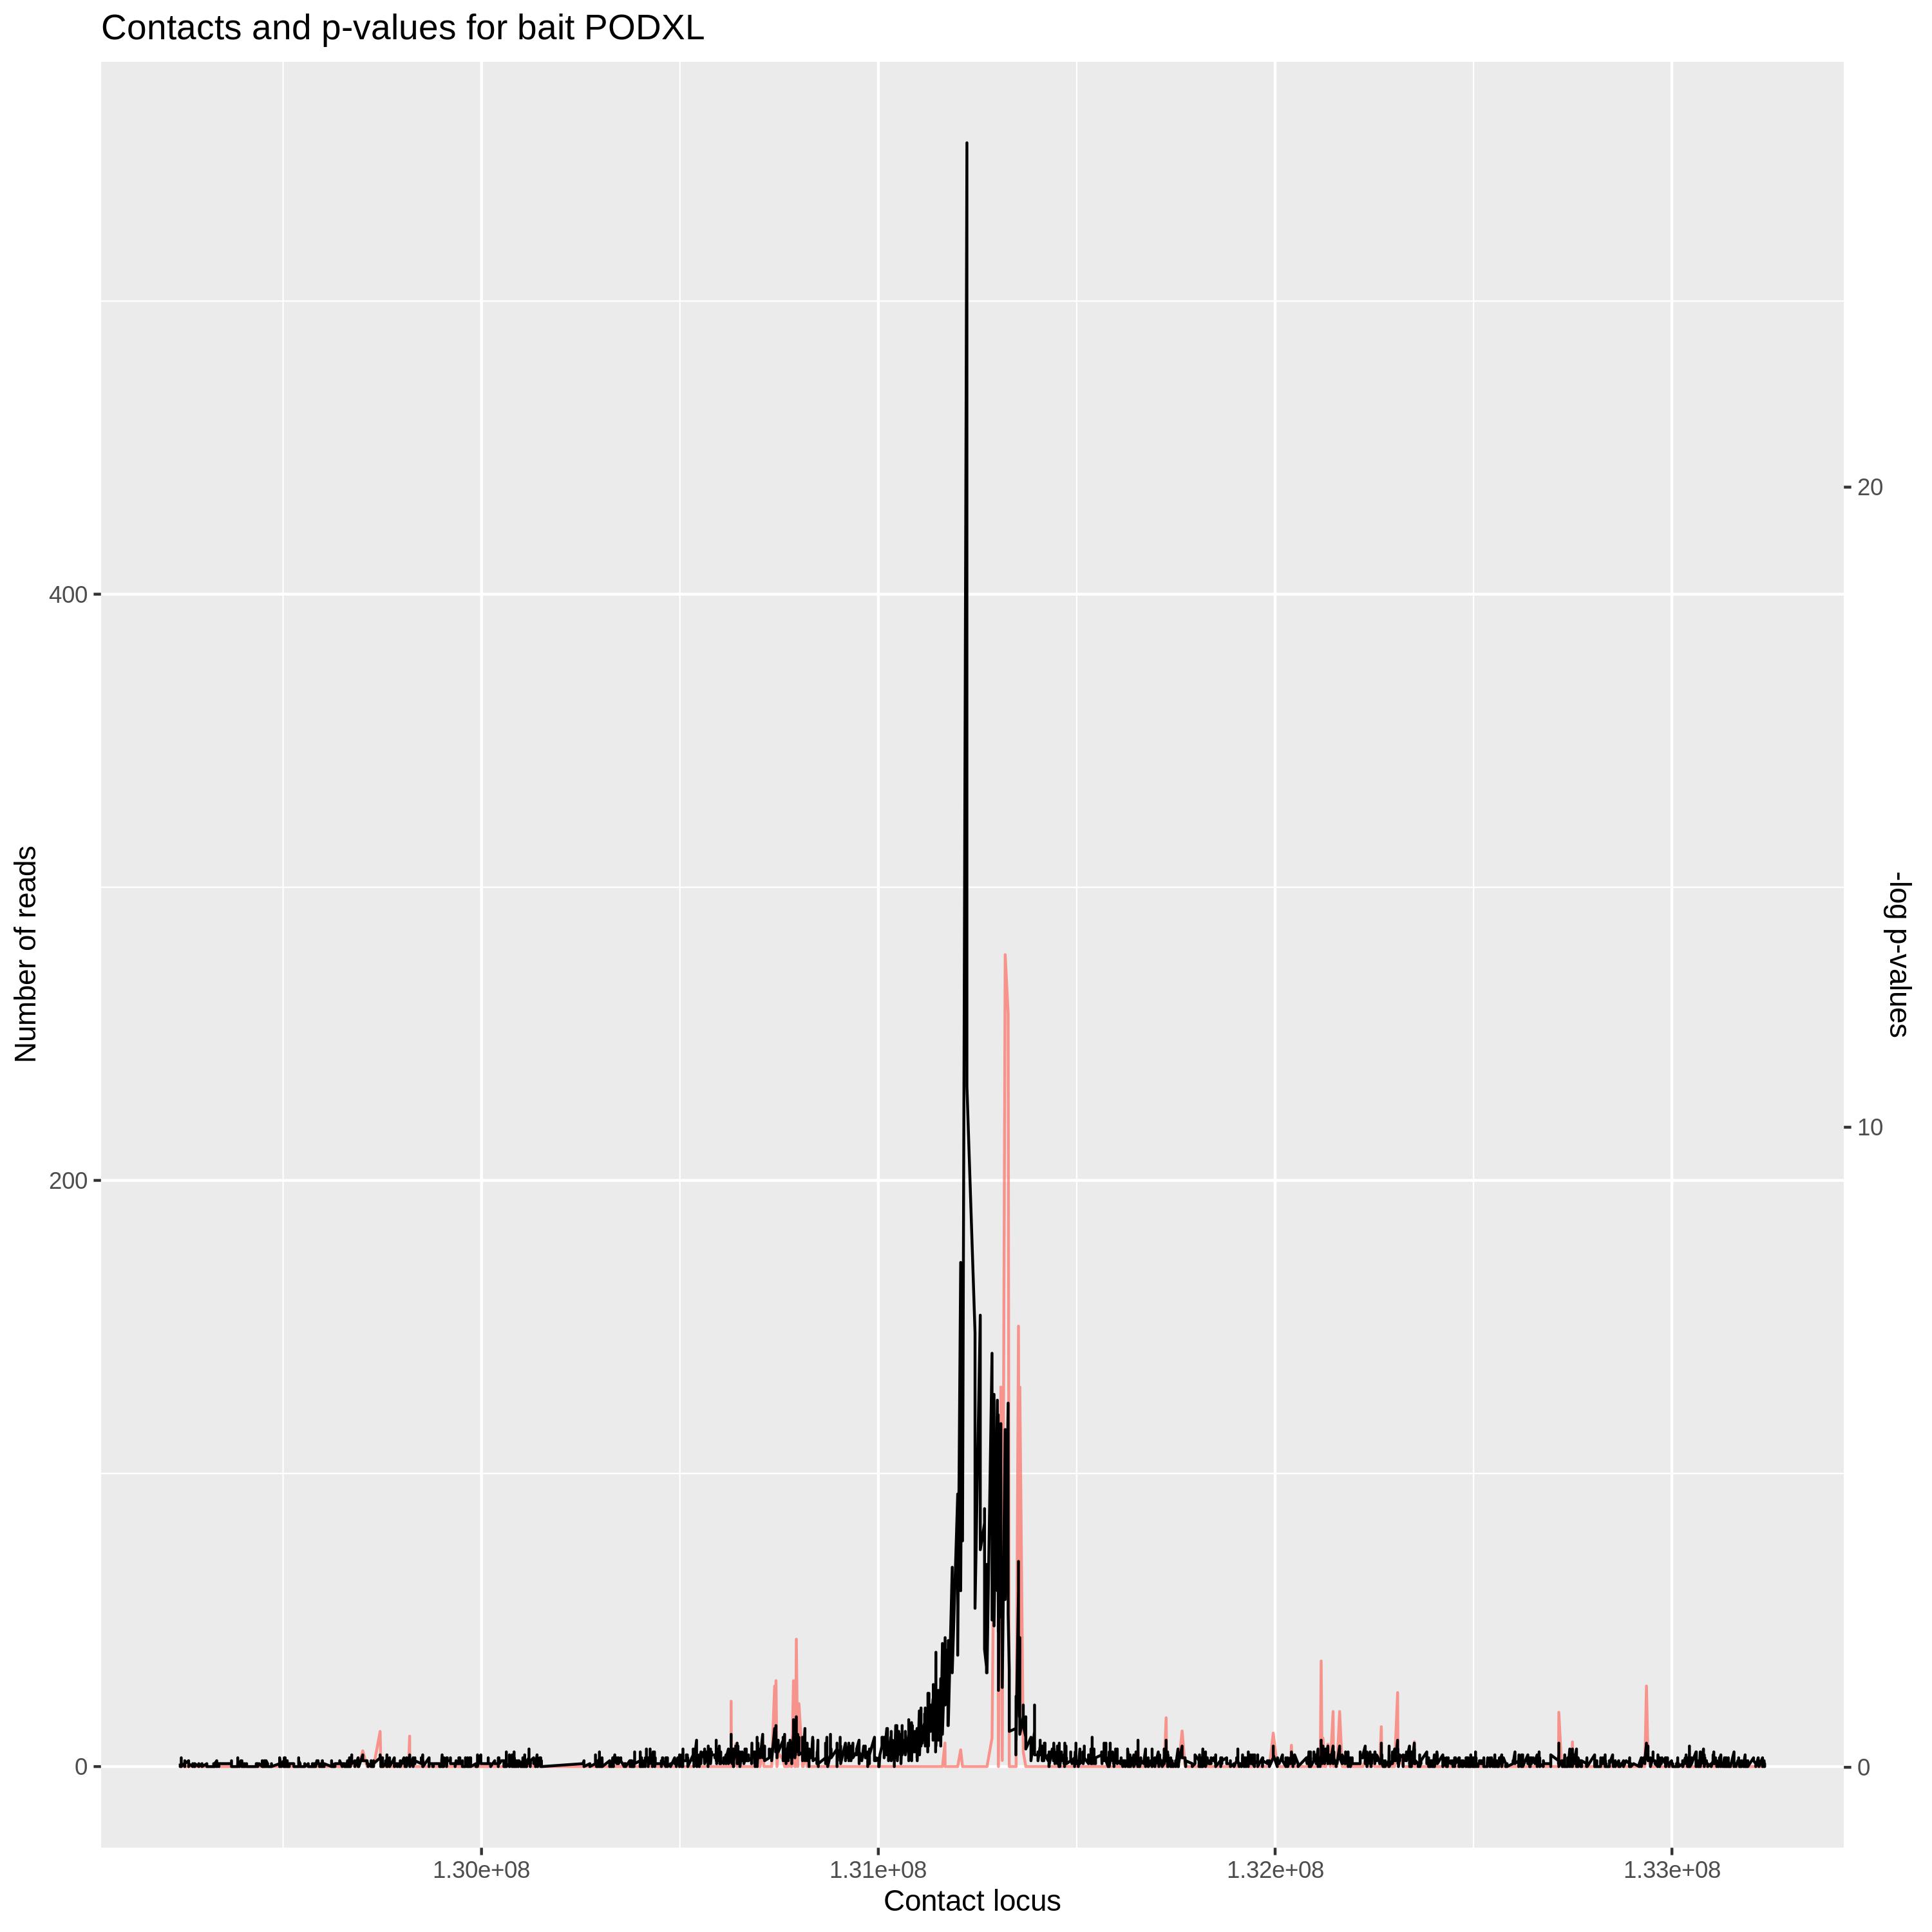 Contacts and p-values for bait PODXL
Number of reads
400
200
0
20
10
0
-log p-values
1.30e+08
1.31e+08
1.32e+08
1.33e+08
Contact locus